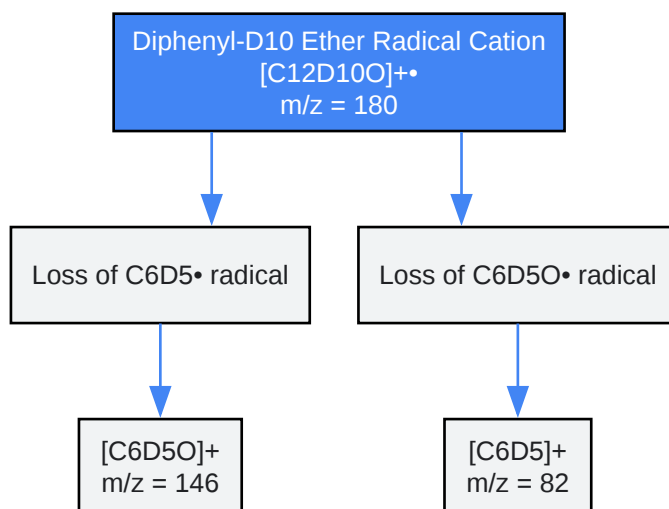 Diphenyl-D10 Ether Radical Cation
[C12D10O]+•
m/z = 180
Loss of C6D5• radical
Loss of C6D5O• radical
[C6D5O]+
m/z = 146
[C6D5]+
m/z = 82